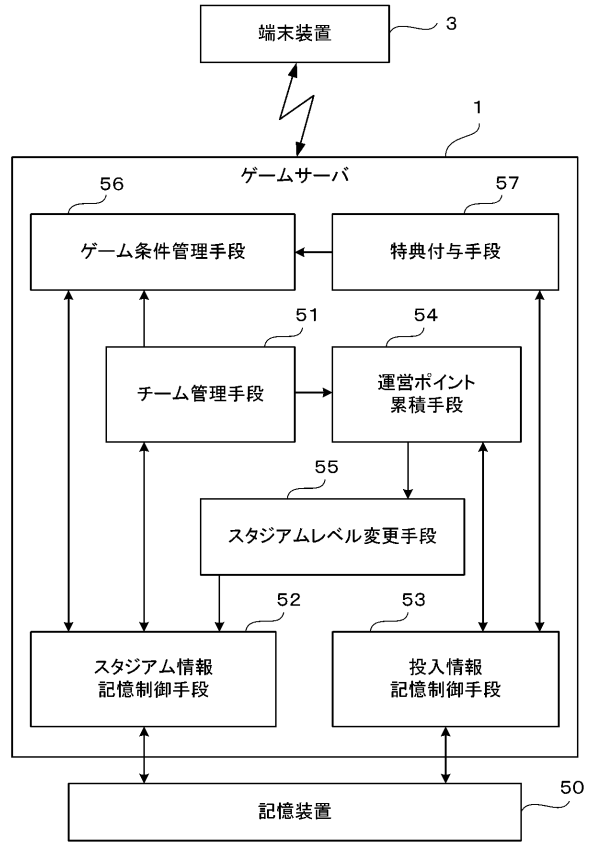 端末装置
3
1
ゲームサーバ
56
57
ゲーム条件管理手段
特典付与手段
51
54
チーム管理手段
運営ポイント
累積手段
55
スタジアムレベル変更手段
52
53
スタジアム情報
記憶制御手段
投入情報
記憶制御手段
記憶装置
50